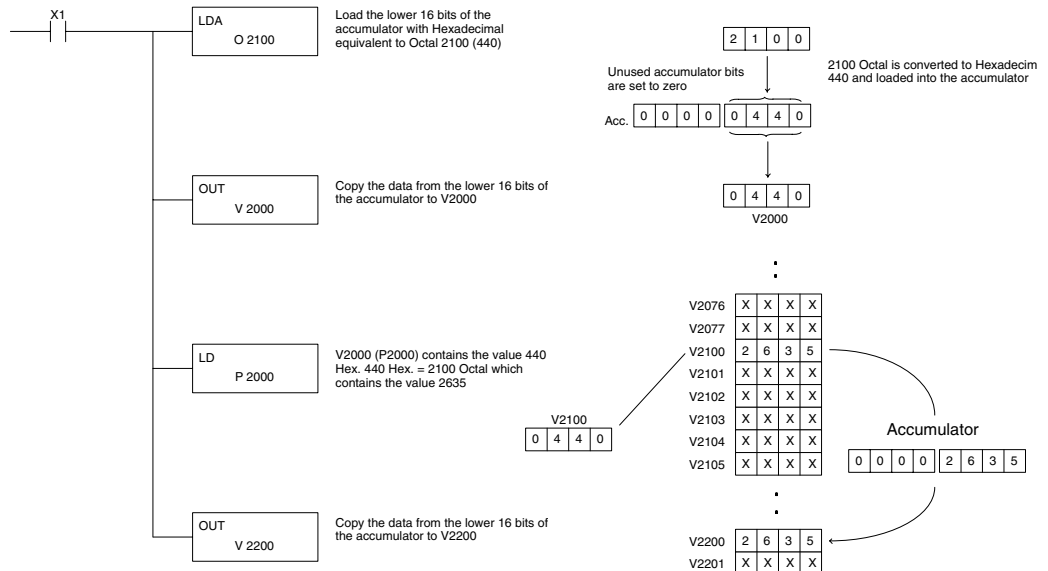 X1
LDA
O 2100
Load the lower 16 bits of the
accumulator with Hexadecimal
equivalent to Octal 2100 (440)
2 1 0 0
2100 Octal is converted to Hexadecim
440 and loaded into the accumulator
Unused accumulator bits
are set to zero
Acc. 0 0 0 0 0 4 4 0
OUT
V 2000
Copy the data from the lower 16 bits of
the accumulator to V2000
0 4 4 0
V2000
LD
P 2000
V2000 (P2000) contains the value 440
Hex. 440 Hex. = 2100 Octal which
contains the value 2635
V2100
0 4 4 0
V2076 X X X X
V2077 X X X X
V2100 2 6 3 5
V2101 X X X X
V2102 X X X X
V2103 X X X X
V2104 X X X X
V2105 X X X X
Accumulator
0 0 0 0 2 6 3 5
OUT
V 2200
Copy the data from the lower 16 bits of
the accumulator to V2200
V2200 2 6 3 5
V2201 X X X X